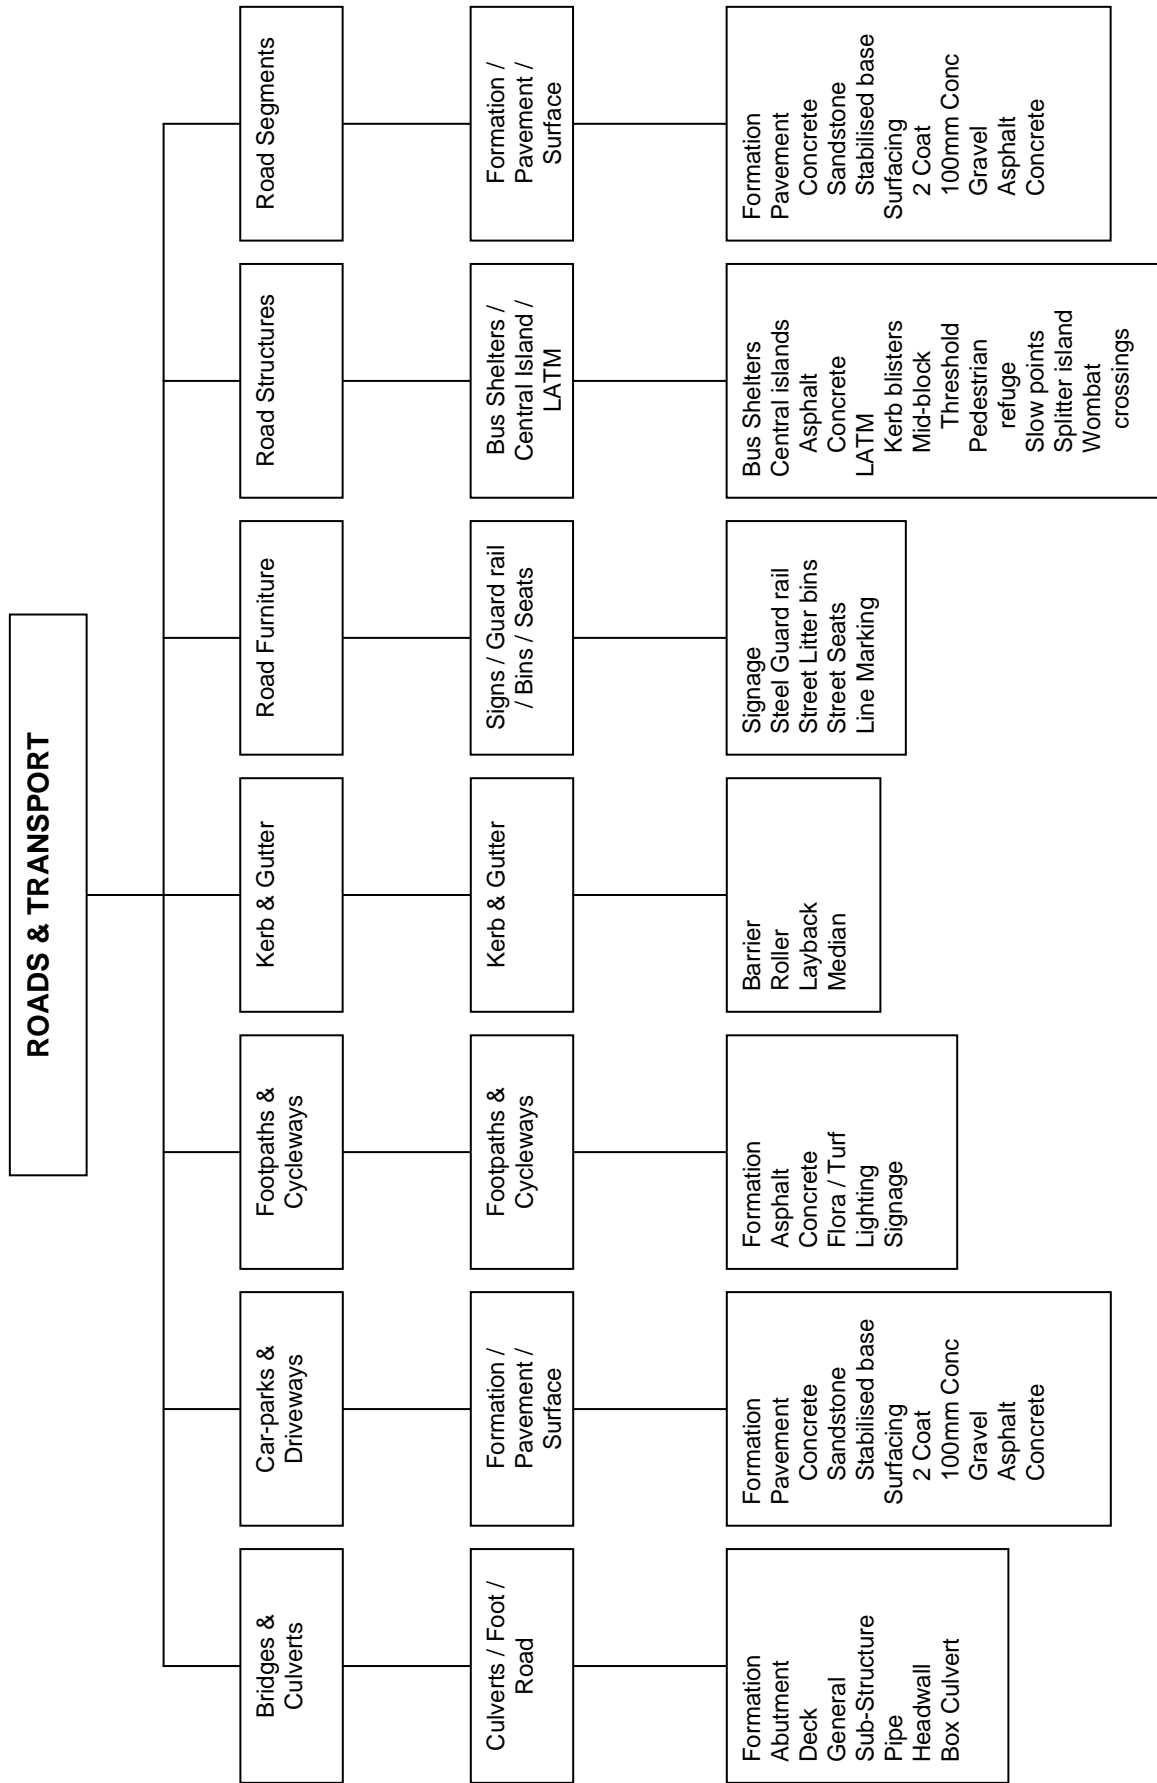 ROADS & TRANSPORT
Bridges &
Culverts
Car-parks &
Driveways
Footpaths &
Cycleways
Kerb & Gutter
Road Furniture
Road Structures
Road Segments
Culverts / Foot /
Road
Formation /
Pavement /
Surface
Footpaths &
Cycleways
Kerb & Gutter
Signs / Guard rail
/ Bins / Seats
Bus Shelters /
Central Island /
LATM
Formation /
Pavement /
Surface
Formation
Abutment
Deck
General
Sub-Structure
Pipe
Headwall
Box Culvert
Formation
Pavement
Concrete
Sandstone
Stabilised base
Surfacing
2 Coat
100mm Conc
Gravel
Asphalt
Concrete
Formation
Asphalt
Concrete
Flora / Turf
Lighting
Signage
Barrier
Roller
Layback
Median
Signage
Steel Guard rail
Street Litter bins
Street Seats
Line Marking
Bus Shelters
Central islands
Asphalt
Concrete
LATM
Kerb blisters
Mid-block
Threshold
Pedestrian
refuge
Slow points
Splitter island
Wombat
crossings
Formation
Pavement
Concrete
Sandstone
Stabilised base
Surfacing
2 Coat
100mm Conc
Gravel
Asphalt
Concrete